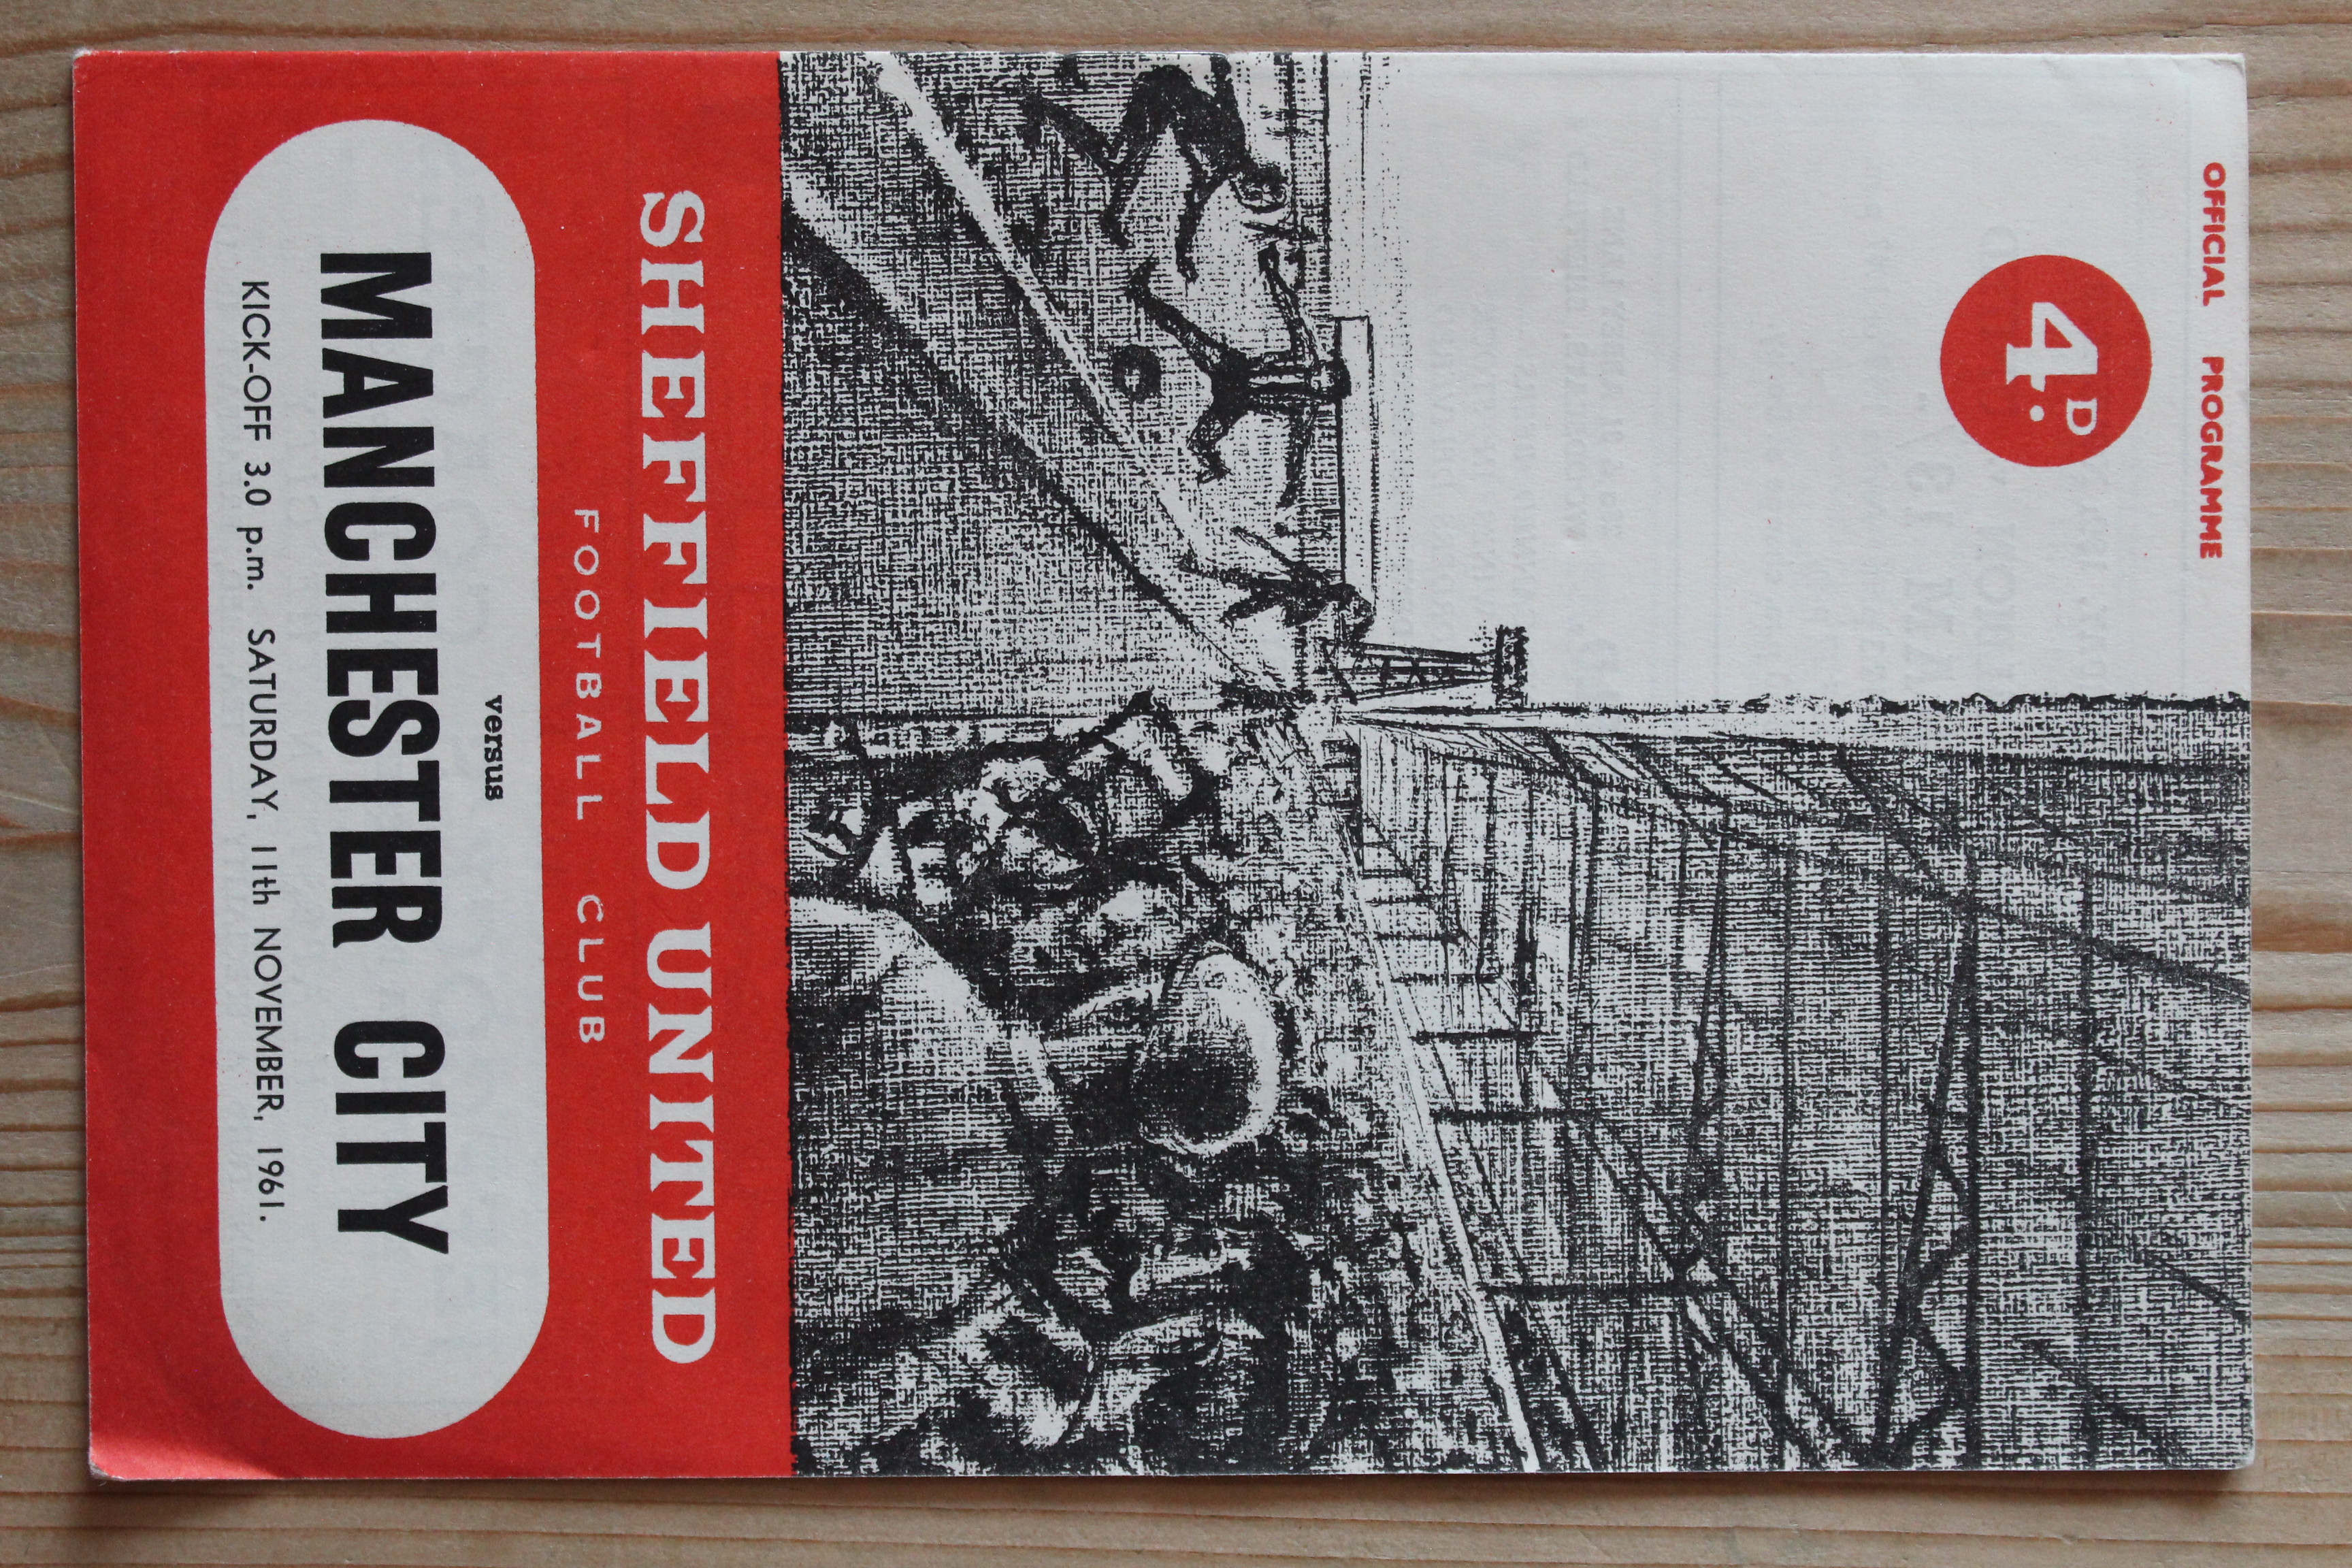 OFFICIAL PROGRAMME
4D.
SHEFFIELD UNITED
FOOTBALL CLUB
versus
MANCHESTER CITY
KICK-OFF 3.0 p.m. SATURDAY, 11th NOVEMBER, 1961.